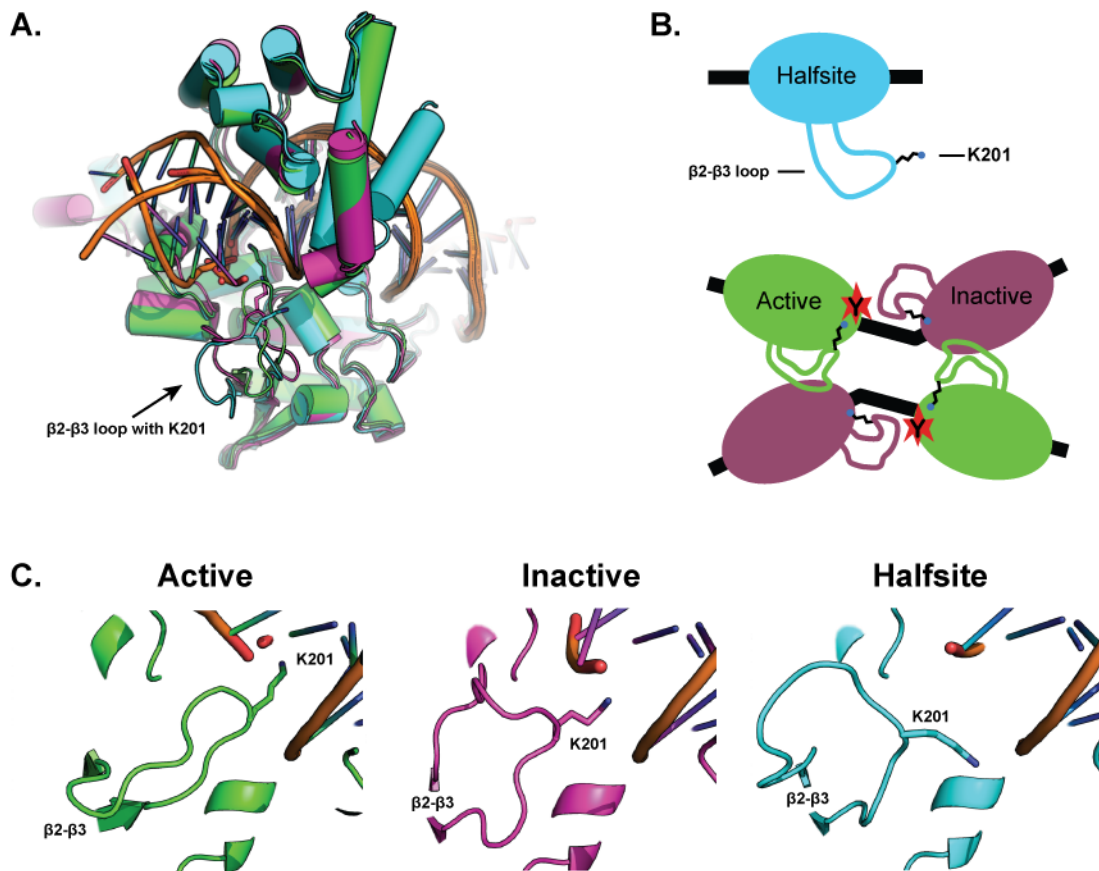 A.
β2-β3 loop with K201
B.
Halfsite
K201
β2-β3 loop
Active
Inactive
Y
Y
C.
Active
Inactive
Halfsite
K201
β2-β3
K201
β2-β3
K201
β2-β3